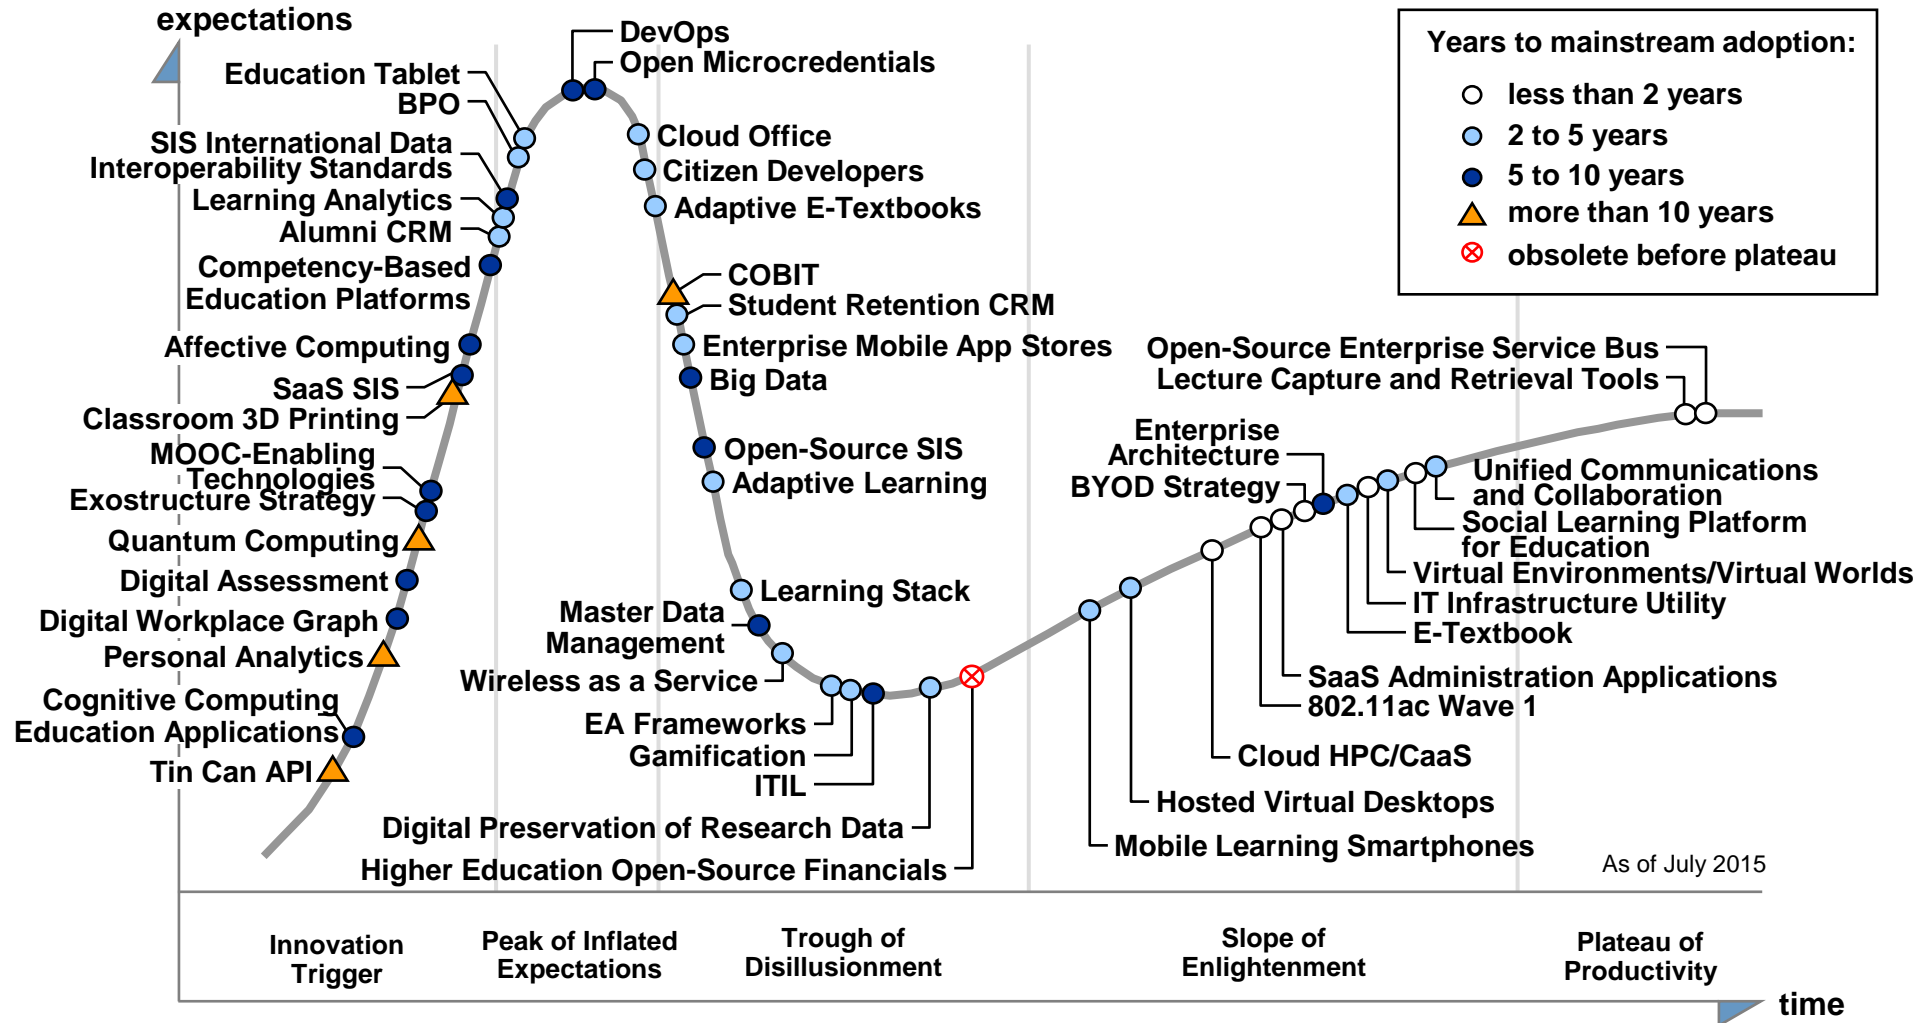 expectations
DevOps
Open Microcredentials
Education Tablet
BPO
SIS International Data
Interoperability Standards
Learning Analytics
Alumni CRM
Competency-Based
Education Platforms
Affective Computing
SaaS SIS
Classroom 3D Printing
MOOC-Enabling
Technologies
Exostructure Strategy
Quantum Computing
Digital Assessment
Digital Workplace Graph
Personal Analytics
Cognitive Computing
Education Applications
Tin Can API
Cloud Office
Citizen Developers
Adaptive E-Textbooks
COBIT
Student Retention CRM
Enterprise Mobile App Stores
Big Data
Open-Source SIS
Adaptive Learning
Learning Stack
Master Data
Management
Wireless as a Service
EA Frameworks
Gamification
ITIL
Digital Preservation of Research Data
Higher Education Open-Source Financials
Years to mainstream adoption:
less than 2 years
2 to 5 years
5 to 10 years
more than 10 years
obsolete before plateau
Open-Source Enterprise Service Bus
Lecture Capture and Retrieval Tools
Enterprise
Architecture
BYOD Strategy
Unified Communications
and Collaboration
Social Learning Platform
for Education
Virtual Environments/Virtual Worlds
IT Infrastructure Utility
E-Textbook
SaaS Administration Applications
802.11ac Wave 1
Cloud HPC/CaaS
Hosted Virtual Desktops
Mobile Learning Smartphones
As of July 2015
Innovation
Trigger
Peak of Inflated
Expectations
Trough of
Disillusionment
Slope of
Enlightenment
Plateau of
Productivity
time